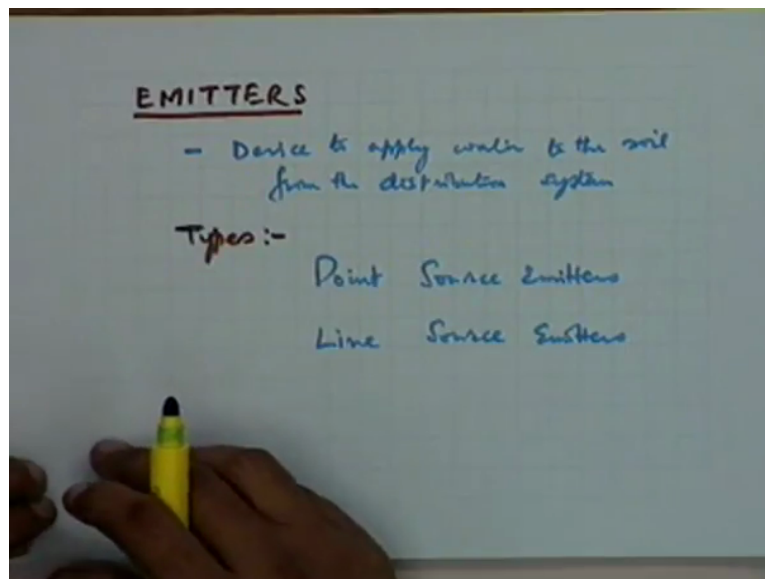 EMITTERS
- Device to apply water to the soil
from the distribution system
Types :-
Point Source Emitters
Line Source Emitters